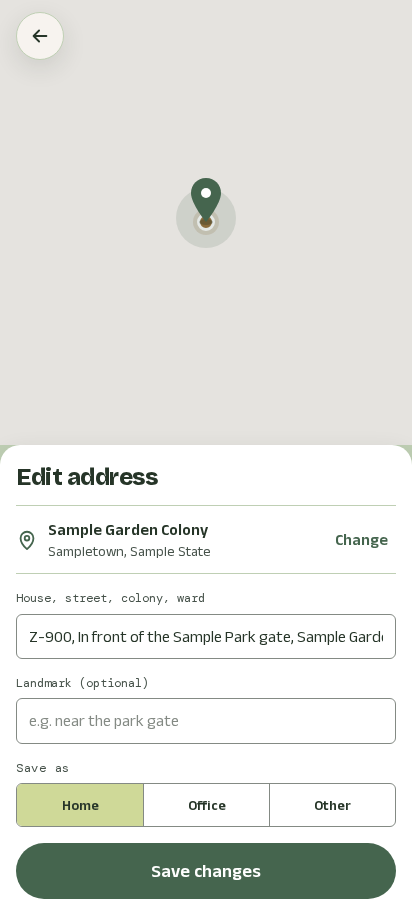 Edit address
Sample Garden Colony
Sampletown, Sample State
Change
House, street, colony, ward
Z-900, In front of the Sample Park gate, Sample Garde
Landmark (optional)
e.g. near the park gate
Save as
Home
Office
Other
Save changes